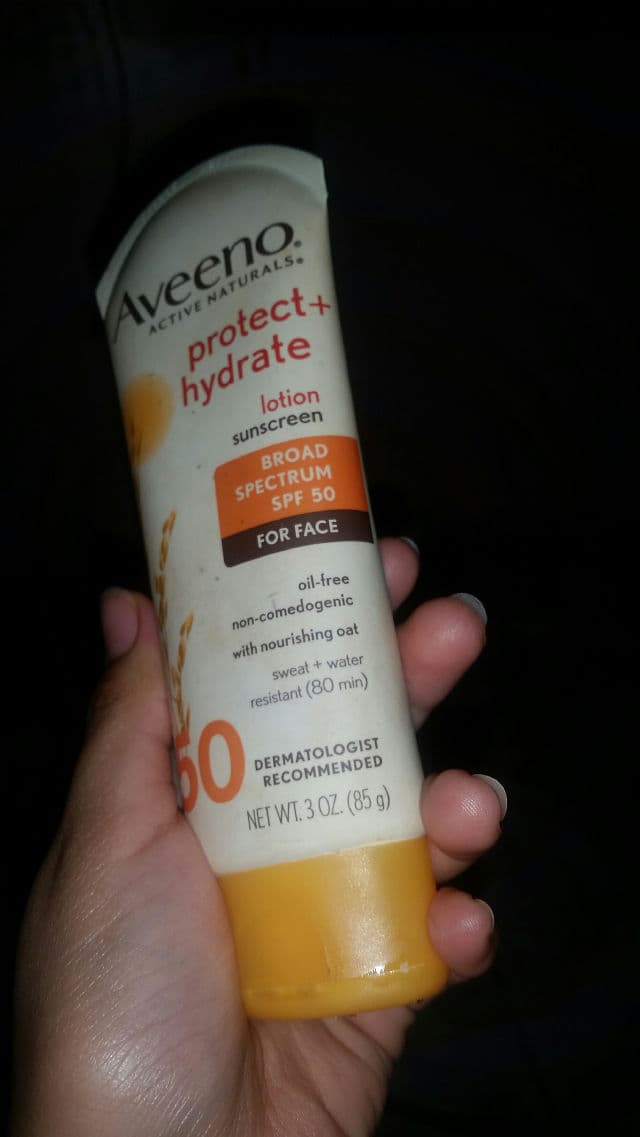 Aveeno.
ACTIVE NATURALS®
protect+
hydrate
lotion
sunscreen
BROAD
SPECTRUM
SPF 50
FOR FACE
oil-free
non-comedogenic
with nourishing oat
sweat + water
resistant (80 min)
50
DERMATOLOGIST
RECOMMENDED
NET WT. 3 OZ. (85 g)